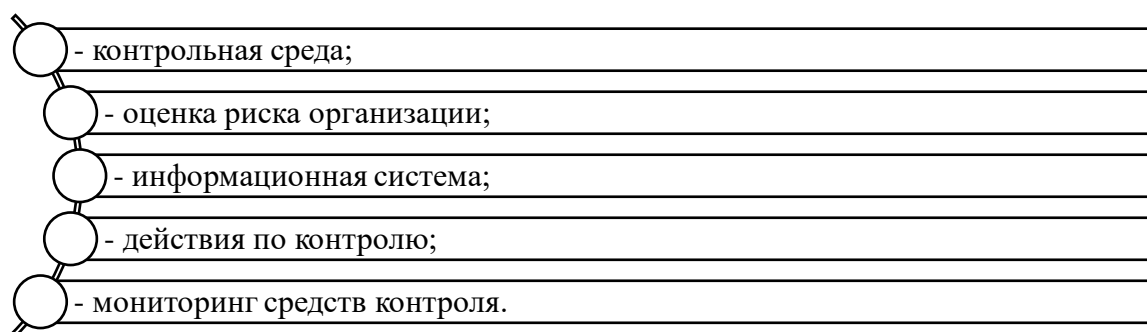 - контрольная среда;
- оценка риска организации;
- информационная система;
- действия по контролю;
- мониторинг средств контроля.